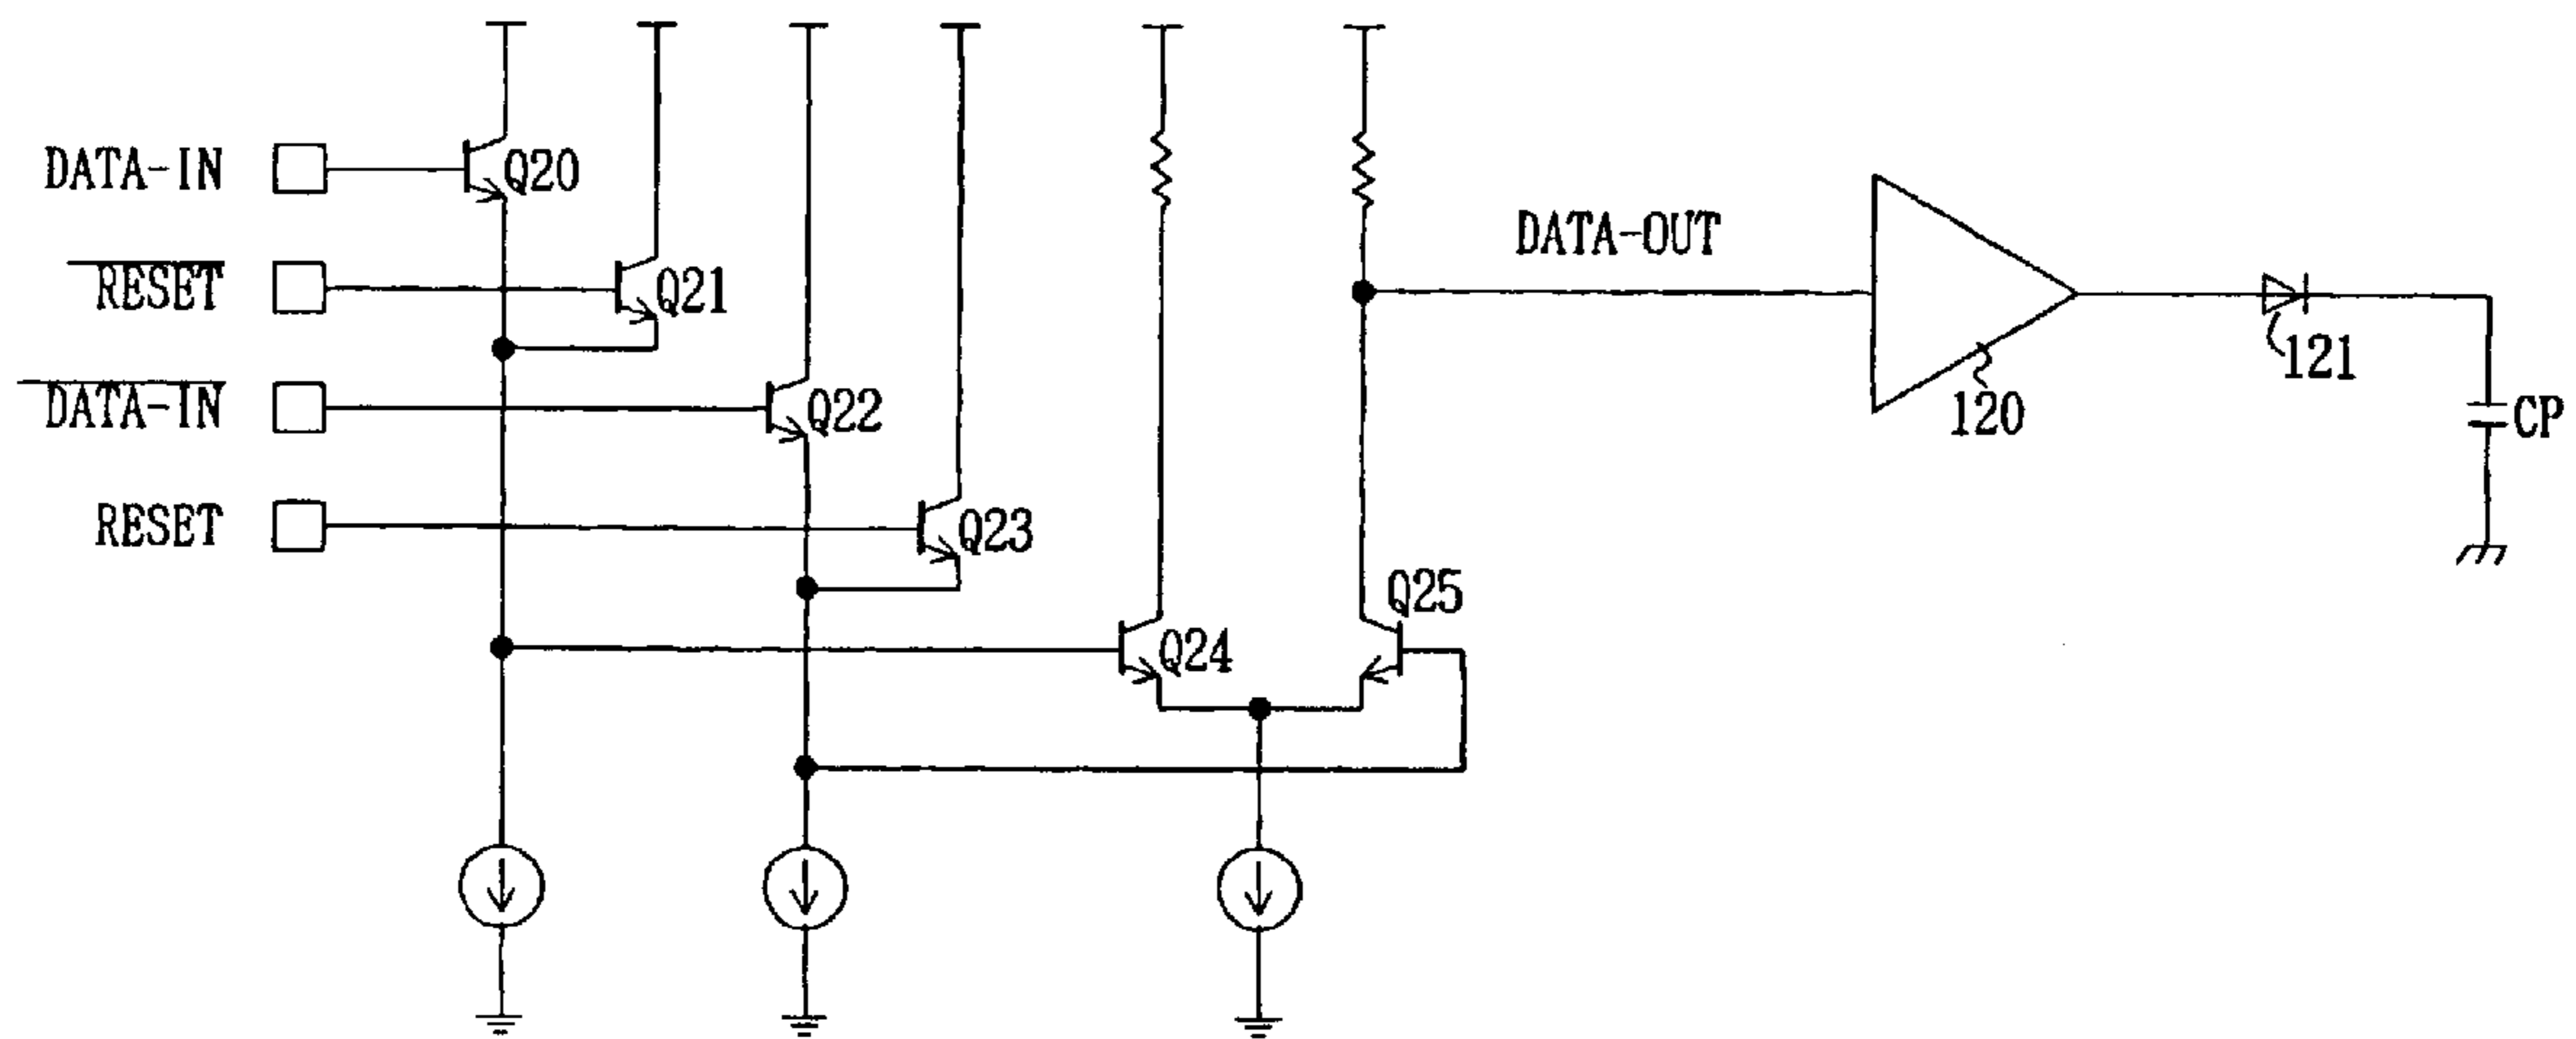 DATA-IN
Q20
RESET
Q21
DATA-IN
Q22
RESET
Q23
Q24
Q25
DATA-OUT
120
121
CP